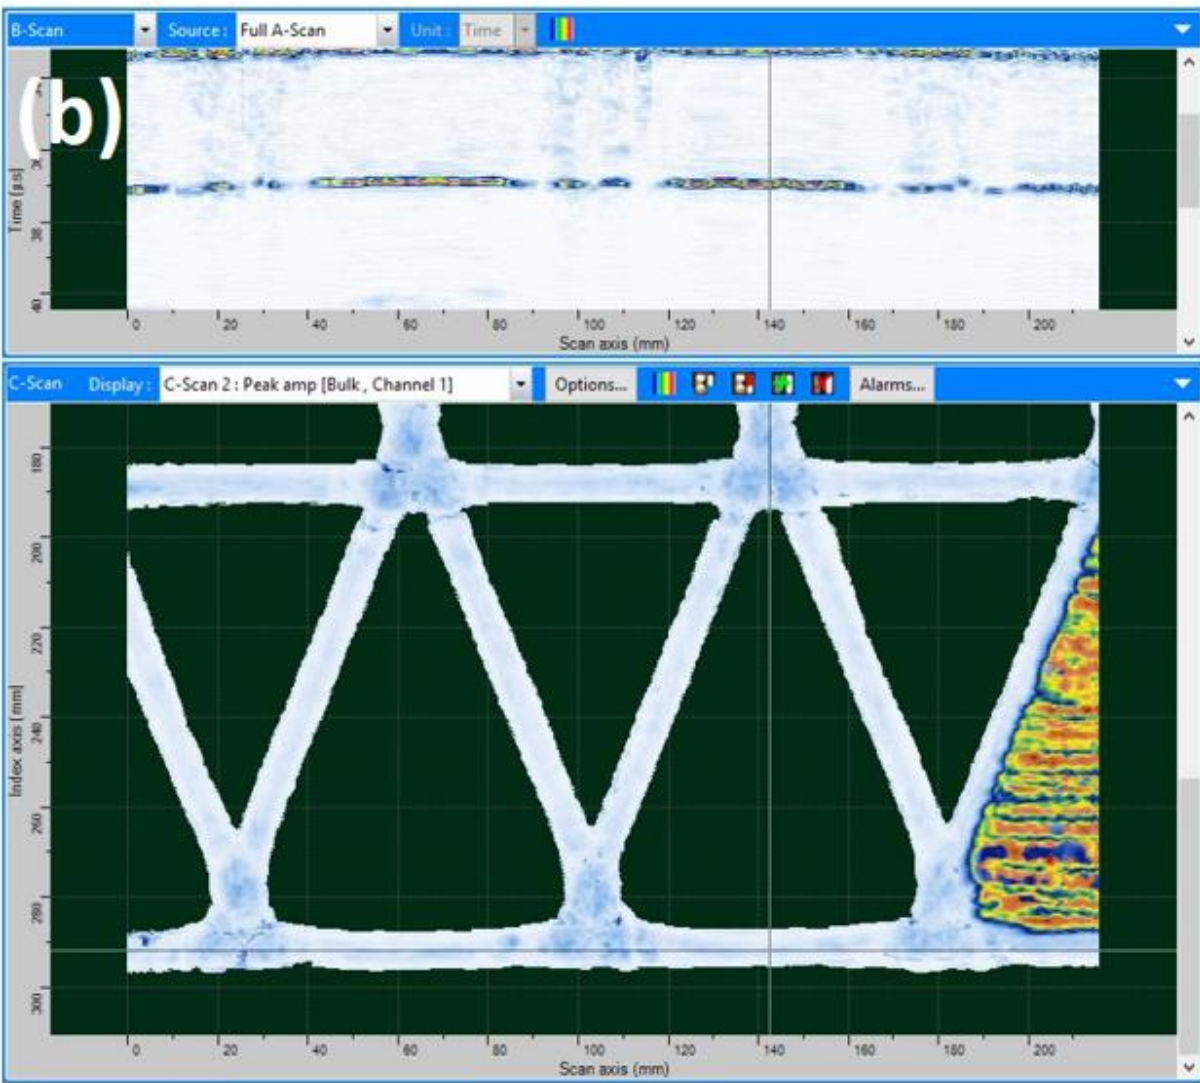 B-Scan Source: Full A-Scan Unit: Time
(b)
Time [µs]
36
38
40
0 20 40 60 80 100 120 140 160 180 200
Scan axis (mm)
C-Scan Display: C-Scan 2 : Peak amp [Bulk , Channel 1] Options... Alarms...
Index axis (mm)
180
200
220
240
260
280
300
0 20 40 60 80 100 120 140 160 180 200
Scan axis (mm)